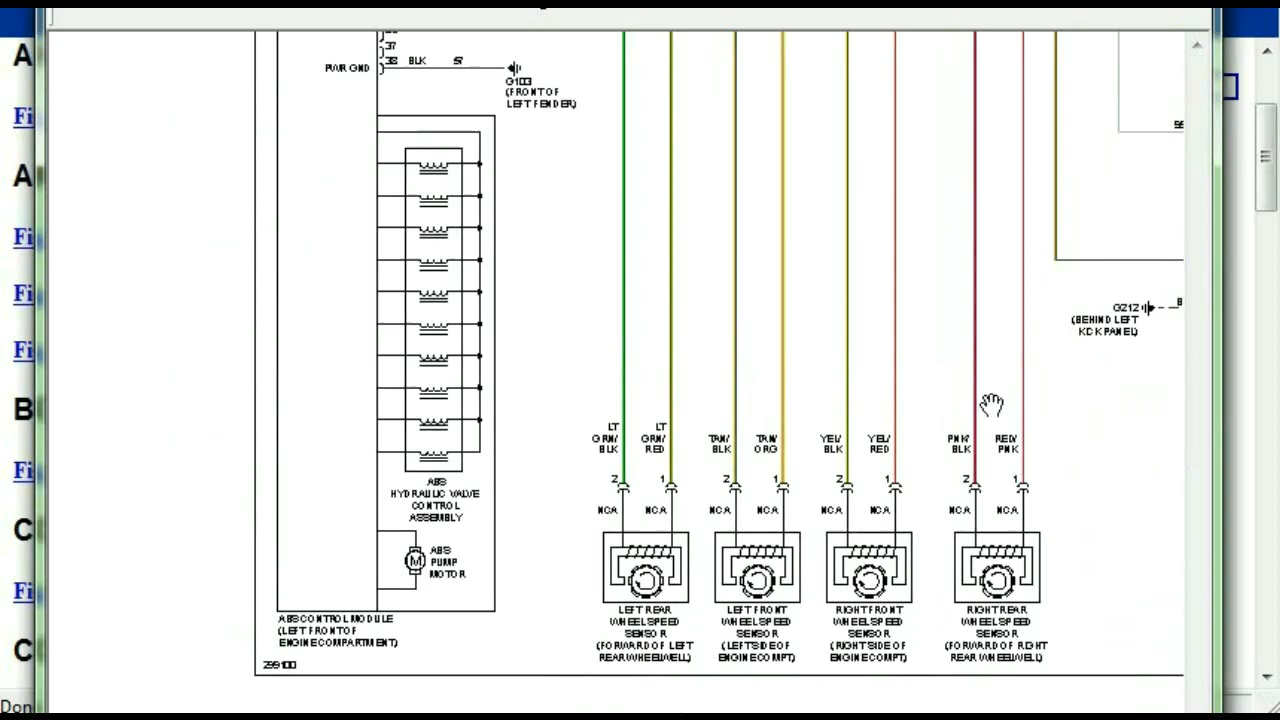 A
Fi
A
Fi
Fi
Fi
B
Fi
C
Fi
C
Don
37
PWR GND
38 BLK 57
G103
(FRONT OF
LEFT FENDER)
ABS
HYDRAULIC VALVE
CONTROL
ASSEMBLY
M
ABS
PUMP
MOTOR
ABS CONTROL MODULE
(LEFT FRONT OF
ENGINE COMPARTMENT)
299100
LT
GRN/
BLK
LT
GRN/
RED
TAN/
BLK
TAN/
ORG
YEL/
BLK
YEL/
RED
PNK/
BLK
RED/
PNK
2 1 2 1 2 1 2 1
NCA NCA NCA NCA NCA NCA NCA NCA
LEFT REAR
WHEEL SPEED
SENSOR
(FORWARD OF LEFT
REAR WHEELWELL)
LEFT FRONT
WHEEL SPEED
SENSOR
(LEFT SIDE OF
ENGINE COMPT)
RIGHT FRONT
WHEEL SPEED
SENSOR
(RIGHT SIDE OF
ENGINE COMPT)
RIGHT REAR
WHEEL SPEED
SENSOR
(FORWARD OF RIGHT
REAR WHEELWELL)
G212
(BEHIND LEFT
KICK PANEL)
B